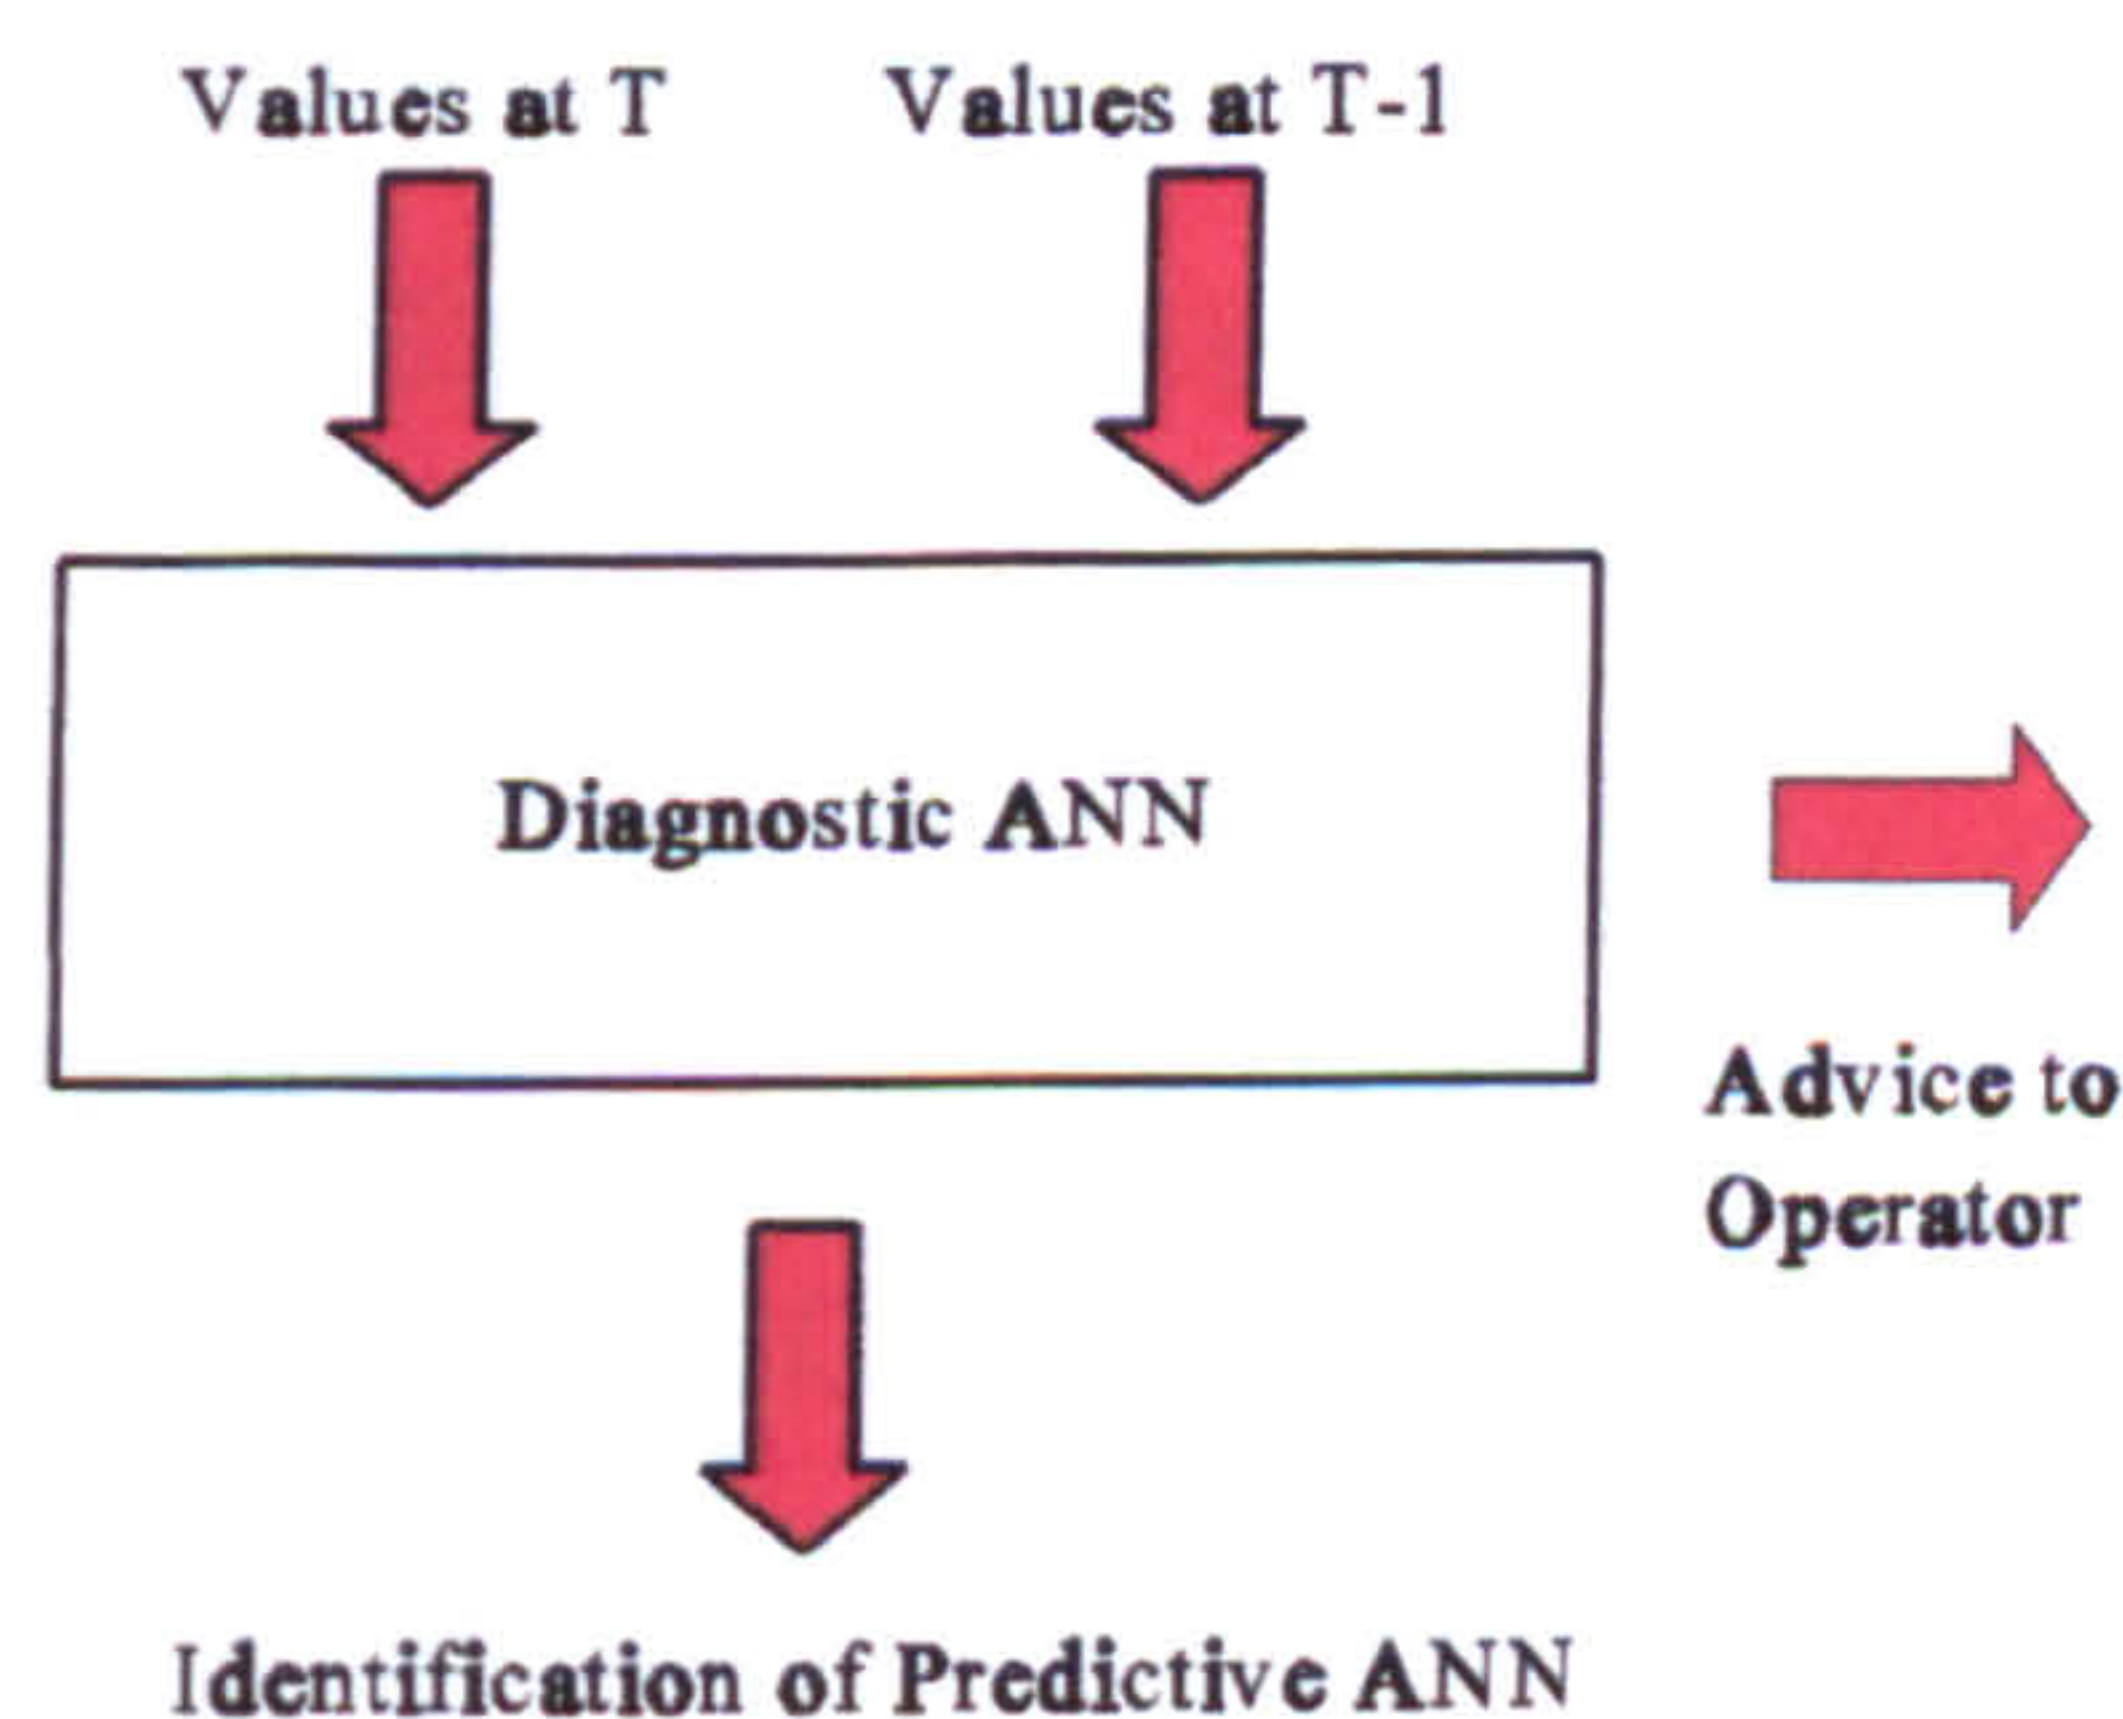 Values at T
Values at T-1
Diagnostic ANN
Advice to
Operator
Identification of Predictive ANN